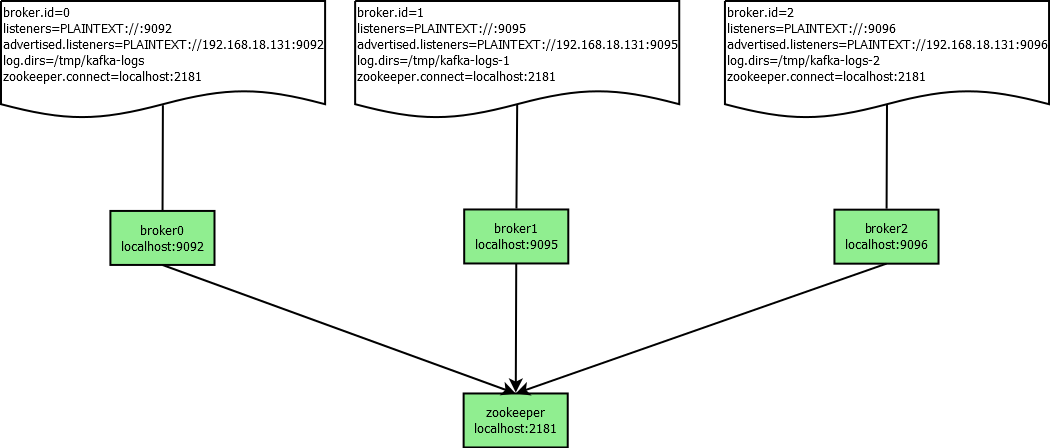 broker.id=0
listeners=PLAINTEXT://:9092
advertised.listeners=PLAINTEXT://192.168.18.131:9092
log.dirs=/tmp/kafka-logs
zookeeper.connect=localhost:2181
broker.id=1
listeners=PLAINTEXT://:9095
advertised.listeners=PLAINTEXT://192.168.18.131:9095
log.dirs=/tmp/kafka-logs-1
zookeeper.connect=localhost:2181
broker.id=2
listeners=PLAINTEXT://:9096
advertised.listeners=PLAINTEXT://192.168.18.131:9096
log.dirs=/tmp/kafka-logs-2
zookeeper.connect=localhost:2181
broker0
localhost:9092
broker1
localhost:9095
broker2
localhost:9096
zookeeper
localhost:2181